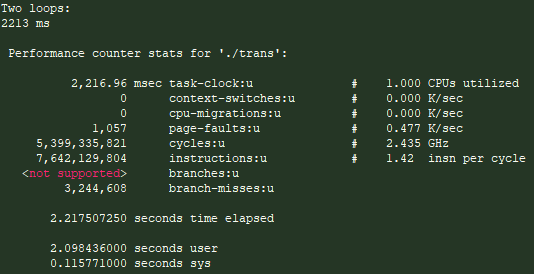 Two loops:
2213 ms
Performance counter stats for './trans':
2,216.96 msec task-clock:u # 1.000 CPUs utilized
0 context-switches:u # 0.000 K/sec
0 cpu-migrations:u # 0.000 K/sec
1,057 page-faults:u # 0.477 K/sec
5,399,335,821 cycles:u # 2.435 GHz
7,642,129,804 instructions:u # 1.42 insn per cycle
<not supported> branches:u
3,244,608 branch-misses:u
2.217507250 seconds time elapsed
2.098436000 seconds user
0.115771000 seconds sys